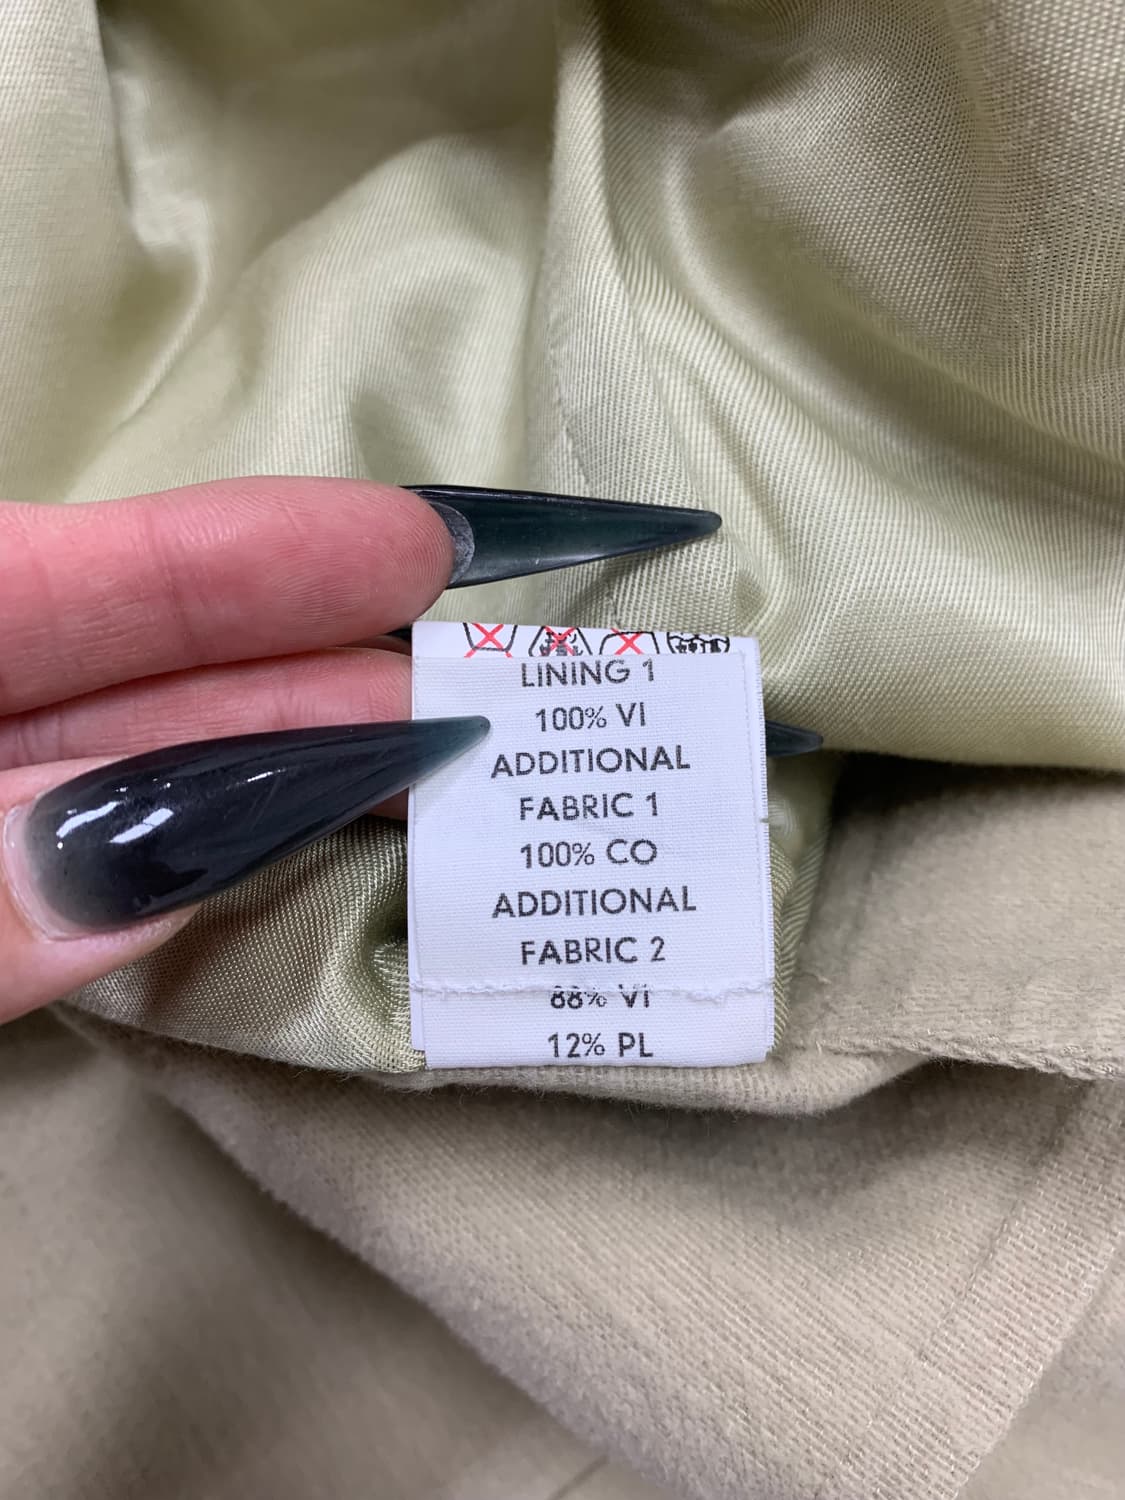 LINING 1
100% VI
ADDITIONAL
FABRIC 1
100% CO
ADDITIONAL
FABRIC 2
88% VI
12% PL